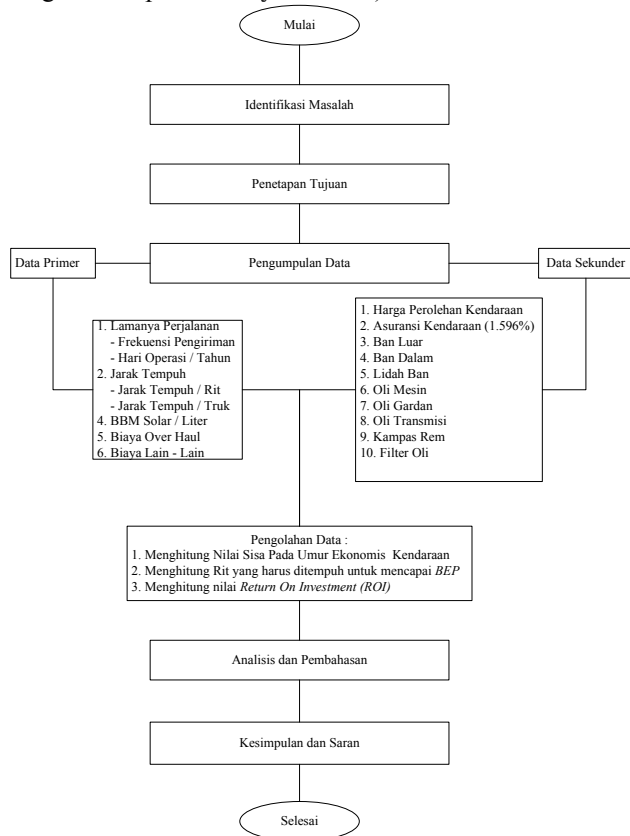 Mulai
Identifikasi Masalah
Penetapan Tujuan
Data Primer
Pengumpulan Data
Data Sekunder
1. Lamanya Perjalanan
- Frekuensi Pengiriman
- Hari Operasi / Tahun
2. Jarak Tempuh
- Jarak Tempuh / Rit
- Jarak Tempuh / Truk
4. BBM Solar / Liter
5. Biaya Over Haul
6. Biaya Lain - Lain
1. Harga Perolehan Kendaraan
2. Asuransi Kendaraan (1.596%)
3. Ban Luar
4. Ban Dalam
5. Lidah Ban
6. Oli Mesin
7. Oli Gardan
8. Oli Transmisi
9. Kampas Rem
10. Filter Oli
Pengolahan Data :
1. Menghitung Nilai Sisa Pada Umur Ekonomis Kendaraan
2. Menghitung Rit yang harus ditempuh untuk mencapai BEP
3. Menghitung nilai Return On Investment (ROI)
Analisis dan Pembahasan
Kesimpulan dan Saran
Selesai